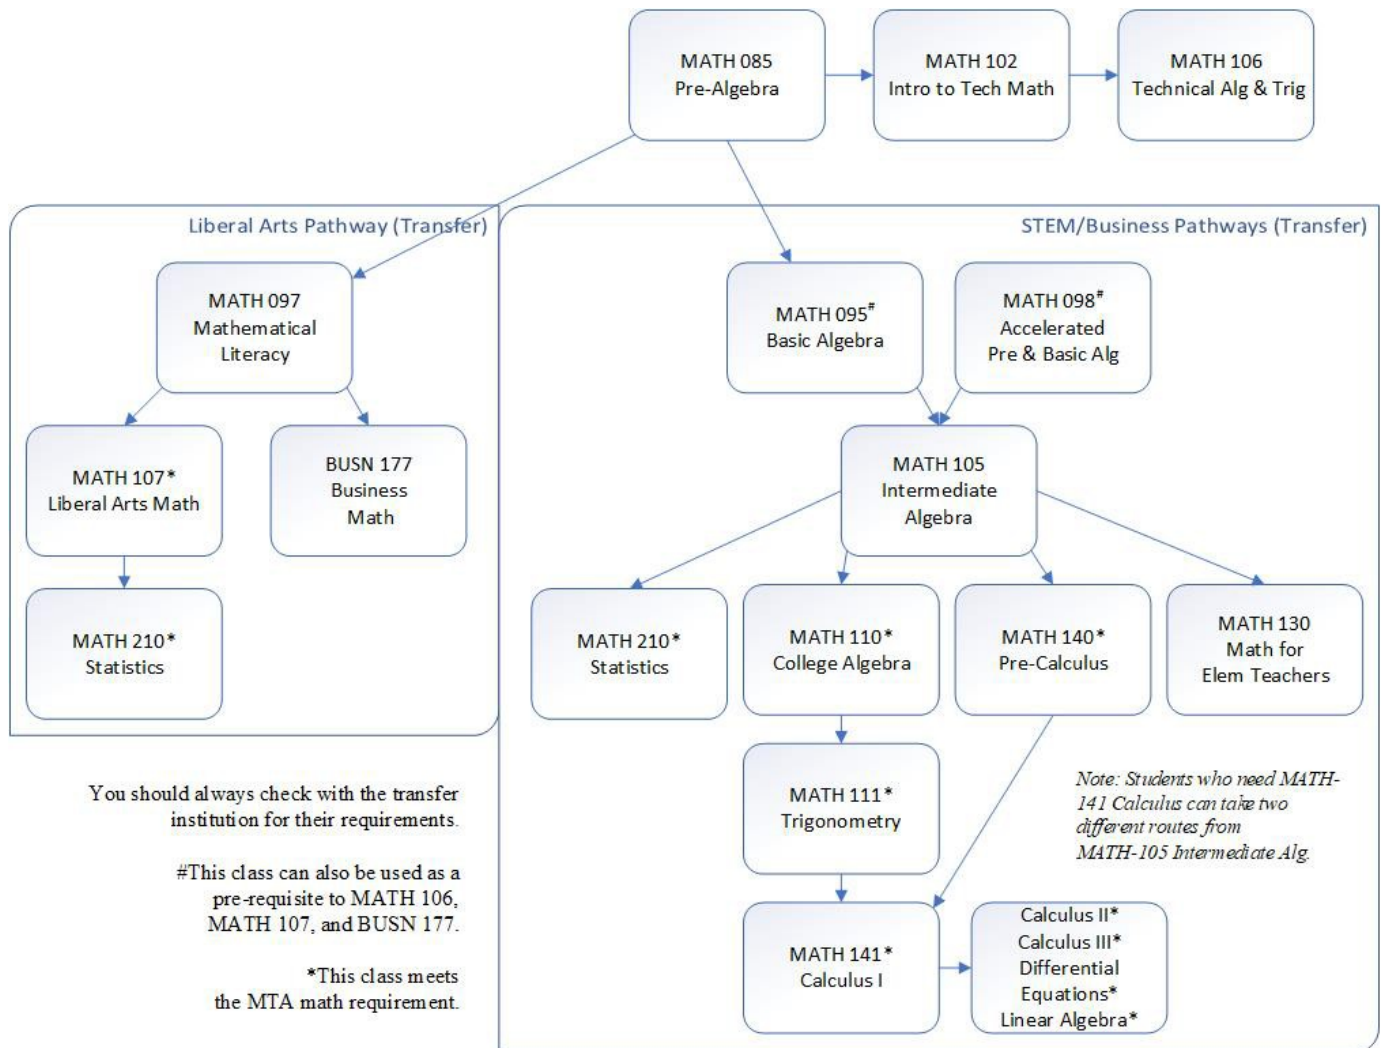 MATH 085
Pre-Algebra
MATH 102
Intro to Tech Math
MATH 106
Technical Alg & Trig
Liberal Arts Pathway (Transfer)
STEM/Business Pathways (Transfer)
MATH 097
Mathematical
Literacy
MATH 095#
Basic Algebra
MATH 098#
Accelerated
Pre & Basic Alg
MATH 107*
Liberal Arts Math
BUSN 177
Business
Math
MATH 105
Intermediate
Algebra
MATH 210*
Statistics
MATH 210*
Statistics
MATH 110*
College Algebra
MATH 140*
Pre-Calculus
MATH 130
Math for
Elem Teachers
MATH 111*
Trigonometry
Note: Students who need MATH-
141 Calculus can take two
different routes from
MATH-105 Intermediate Alg.
You should always check with the transfer
institution for their requirements.
#This class can also be used as a
pre-requisite to MATH 106,
MATH 107, and BUSN 177.
*This class meets
the MTA math requirement.
MATH 141*
Calculus I
Calculus II*
Calculus III*
Differential
Equations*
Linear Algebra*